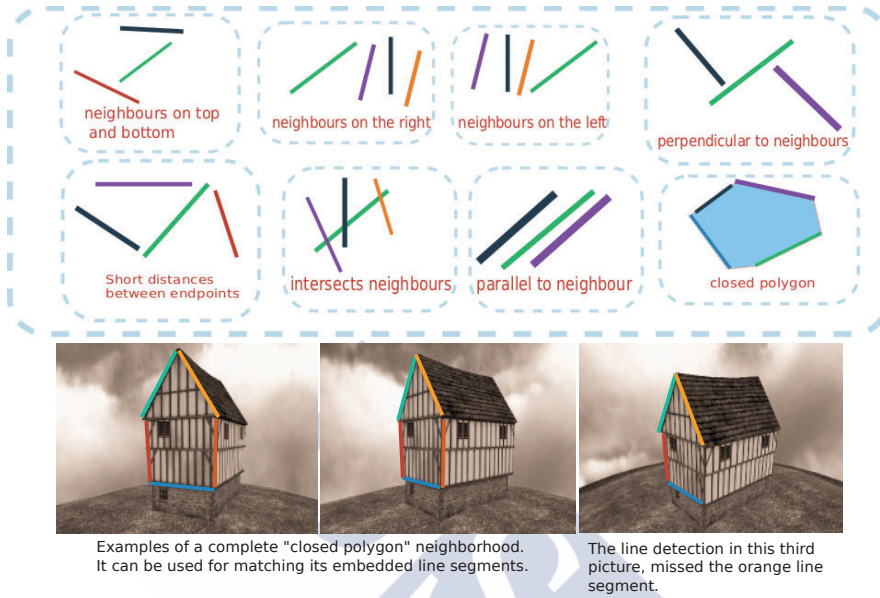 neighbours on top
and bottom
neighbours on the right
neighbours on the left
perpendicular to neighbours
Short distances
between endpoints
intersects neighbours
parallel to neighbour
closed polygon
Examples of a complete "closed polygon" neighborhood.
It can be used for matching its embedded line segments.
The line detection in this third
picture, missed the orange line
segment.